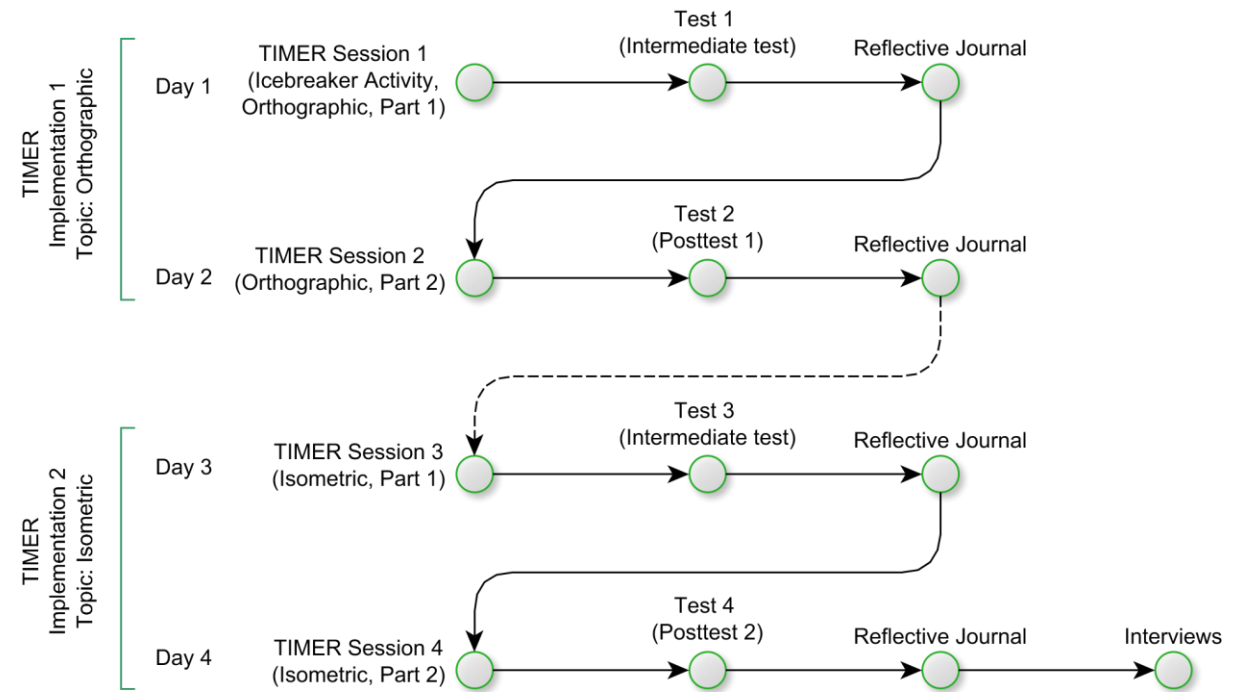 TIMER
Implementation 1
Topic: Orthographic
Day 1
TIMER Session 1
(Icebreaker Activity,
Orthographic, Part 1)
Test 1
(Intermediate test)
Reflective Journal
Day 2
TIMER Session 2
(Orthographic, Part 2)
Test 2
(Posttest 1)
Reflective Journal
TIMER
Implementation 2
Topic: Isometric
Day 3
TIMER Session 3
(Isometric, Part 1)
Test 3
(Intermediate test)
Reflective Journal
Day 4
TIMER Session 4
(Isometric, Part 2)
Test 4
(Posttest 2)
Reflective Journal
Interviews